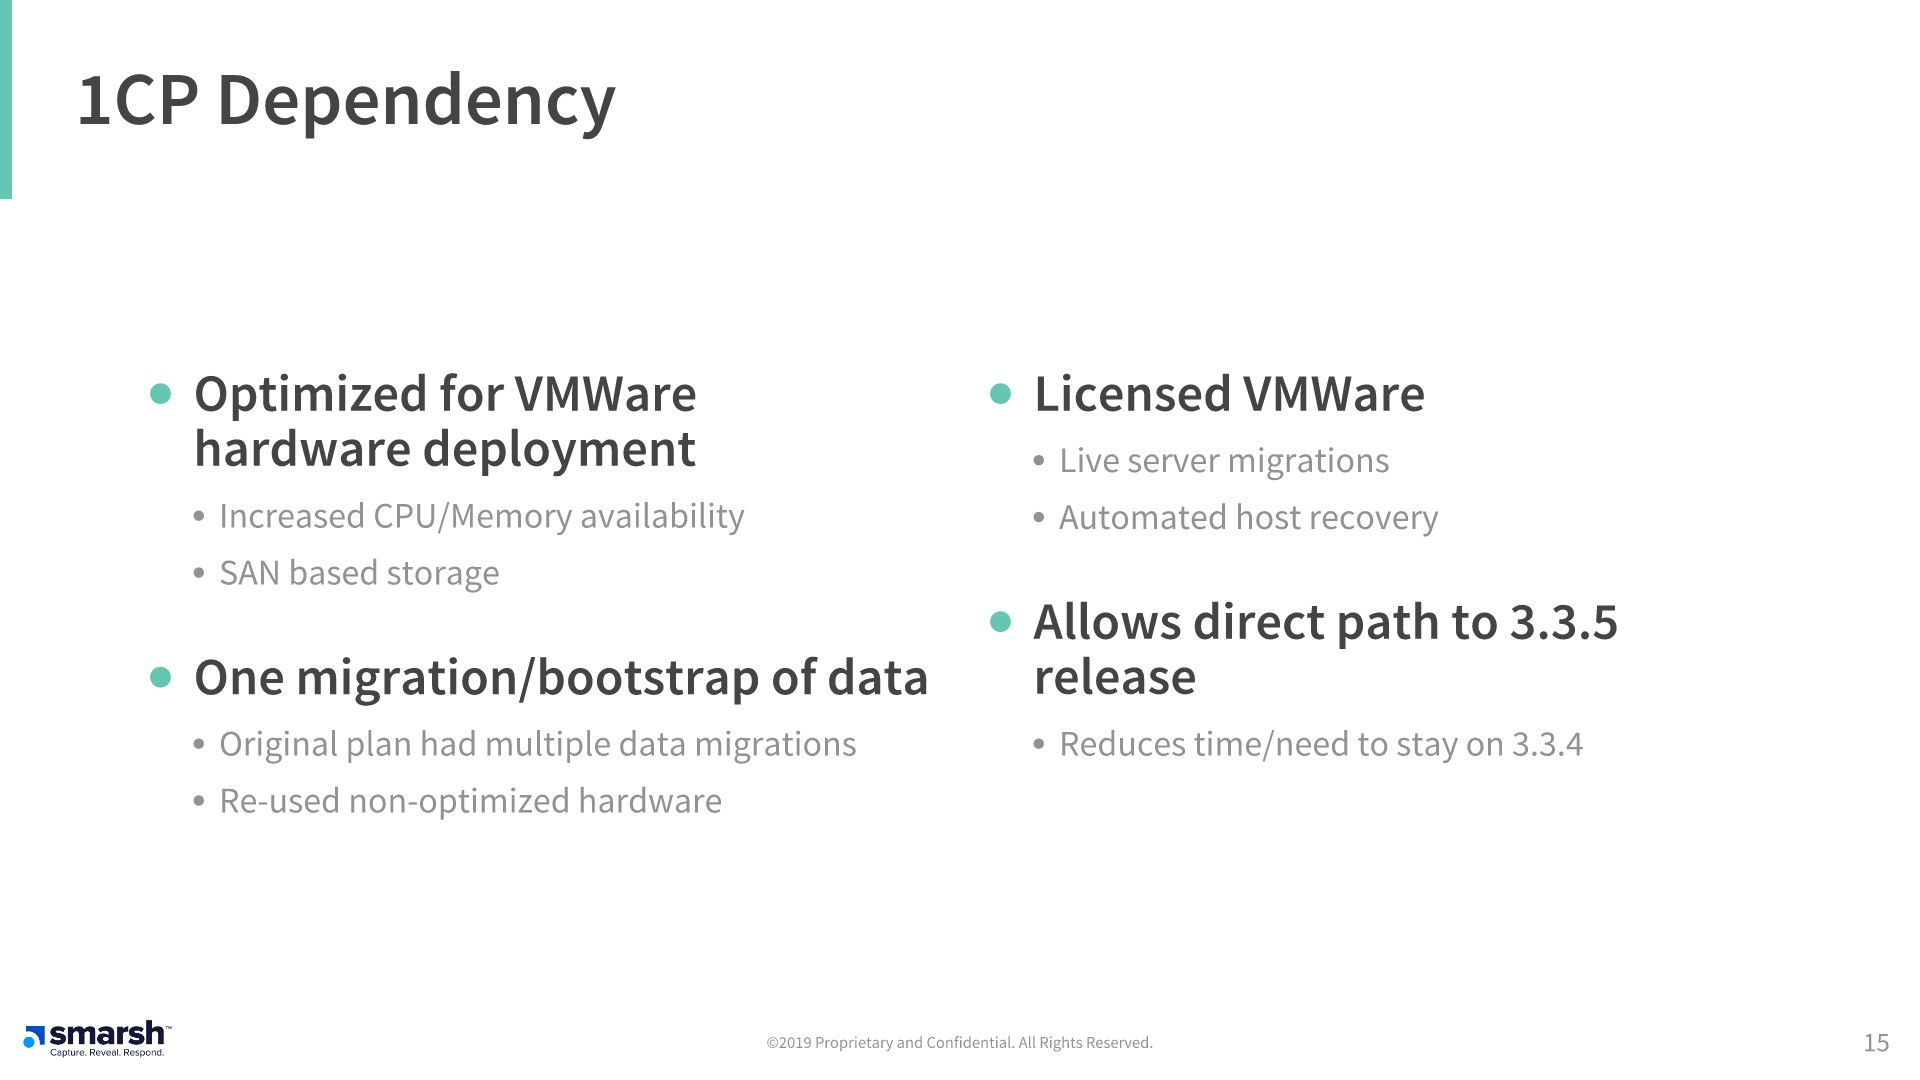 1CP Dependency
• Optimized for VMWare
hardware deployment
• Increased CPU/Memory availability
• SAN based storage
• One migration/bootstrap of data
• Original plan had multiple data migrations
• Re-used non-optimized hardware
• Licensed VMWare
• Live server migrations
• Automated host recovery
• Allows direct path to 3.3.5
release
• Reduces time/need to stay on 3.3.4
smarsh™
Capture. Reveal. Respond.
©2019 Proprietary and Confidential. All Rights Reserved.
15